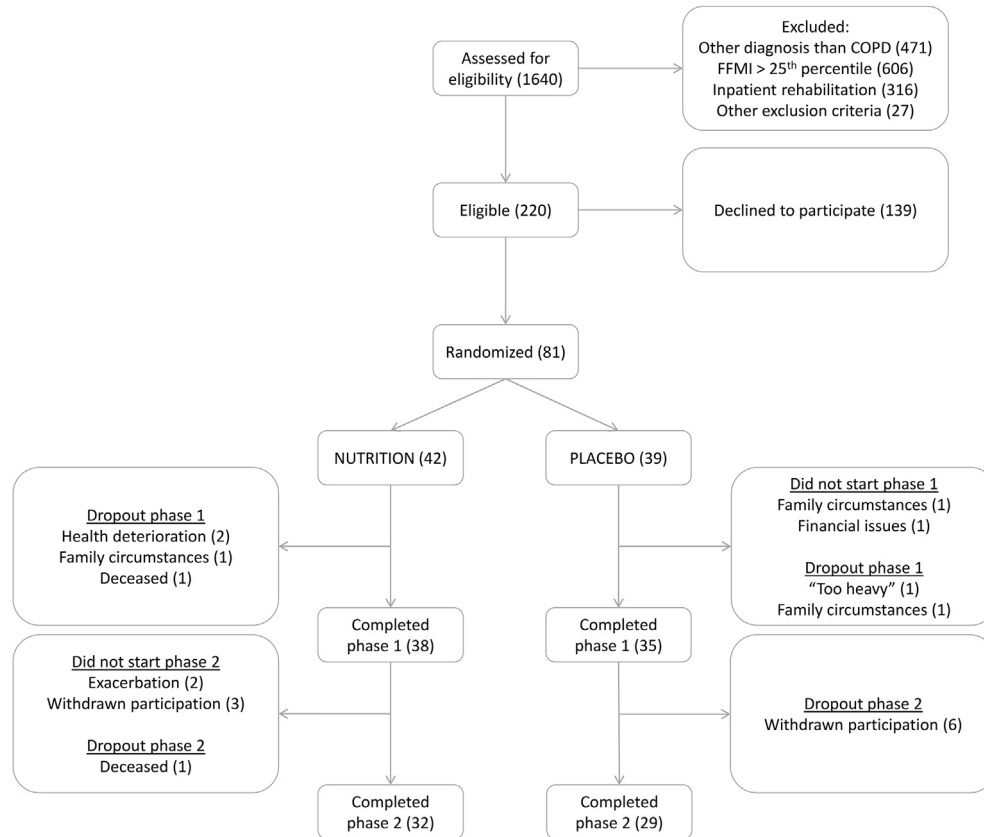 Assessed for
eligibility (1640)
Excluded:
Other diagnosis than COPD (471)
FFMI > 25th percentile (606)
Inpatient rehabilitation (316)
Other exclusion criteria (27)
Eligible (220)
Declined to participate (139)
Randomized (81)
NUTRITION (42)
PLACEBO (39)
Dropout phase 1
Health deterioration (2)
Family circumstances (1)
Deceased (1)
Did not start phase 1
Family circumstances (1)
Financial issues (1)
Dropout phase 1
“Too heavy” (1)
Family circumstances (1)
Completed
phase 1 (38)
Completed
phase 1 (35)
Did not start phase 2
Exacerbation (2)
Withdrawn participation (3)
Dropout phase 2
Deceased (1)
Dropout phase 2
Withdrawn participation (6)
Completed
phase 2 (32)
Completed
phase 2 (29)